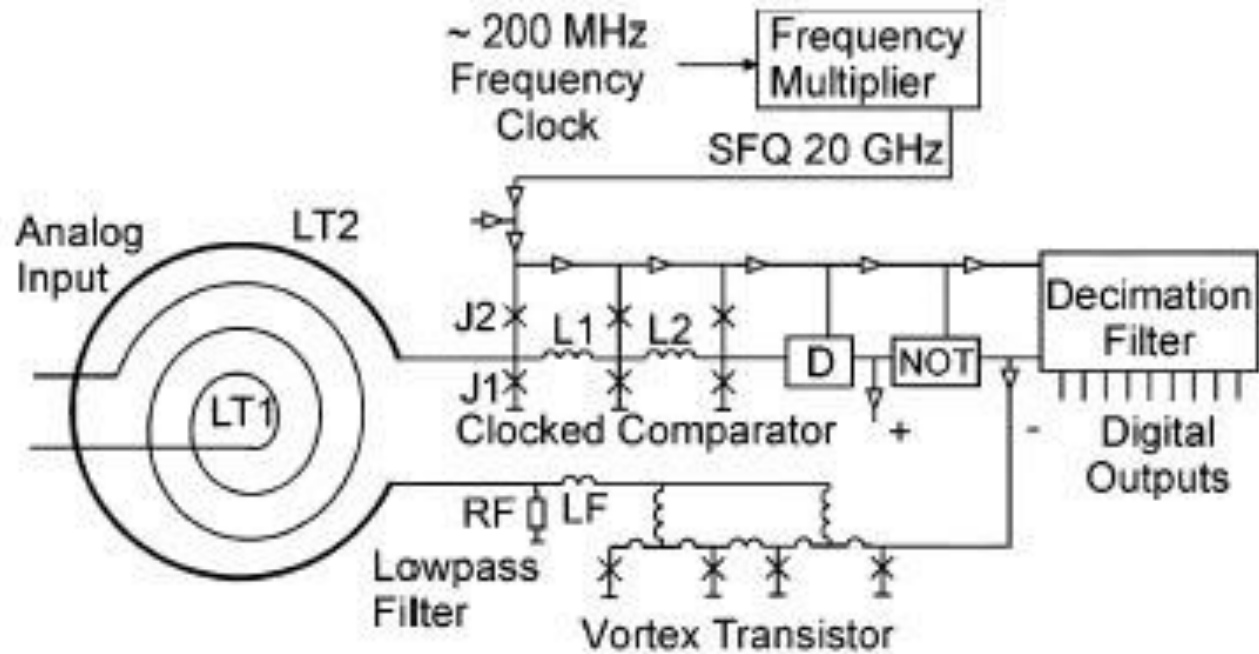 ~ 200 MHz
Frequency
Clock
Frequency
Multiplier
SFQ 20 GHz
Analog
Input
LT2
LT1
J2
L1
L2
J1
D
NOT
Decimation
Filter
Clocked Comparator
+
-
Digital
Outputs
RF
LF
Lowpass
Filter
Vortex Transistor